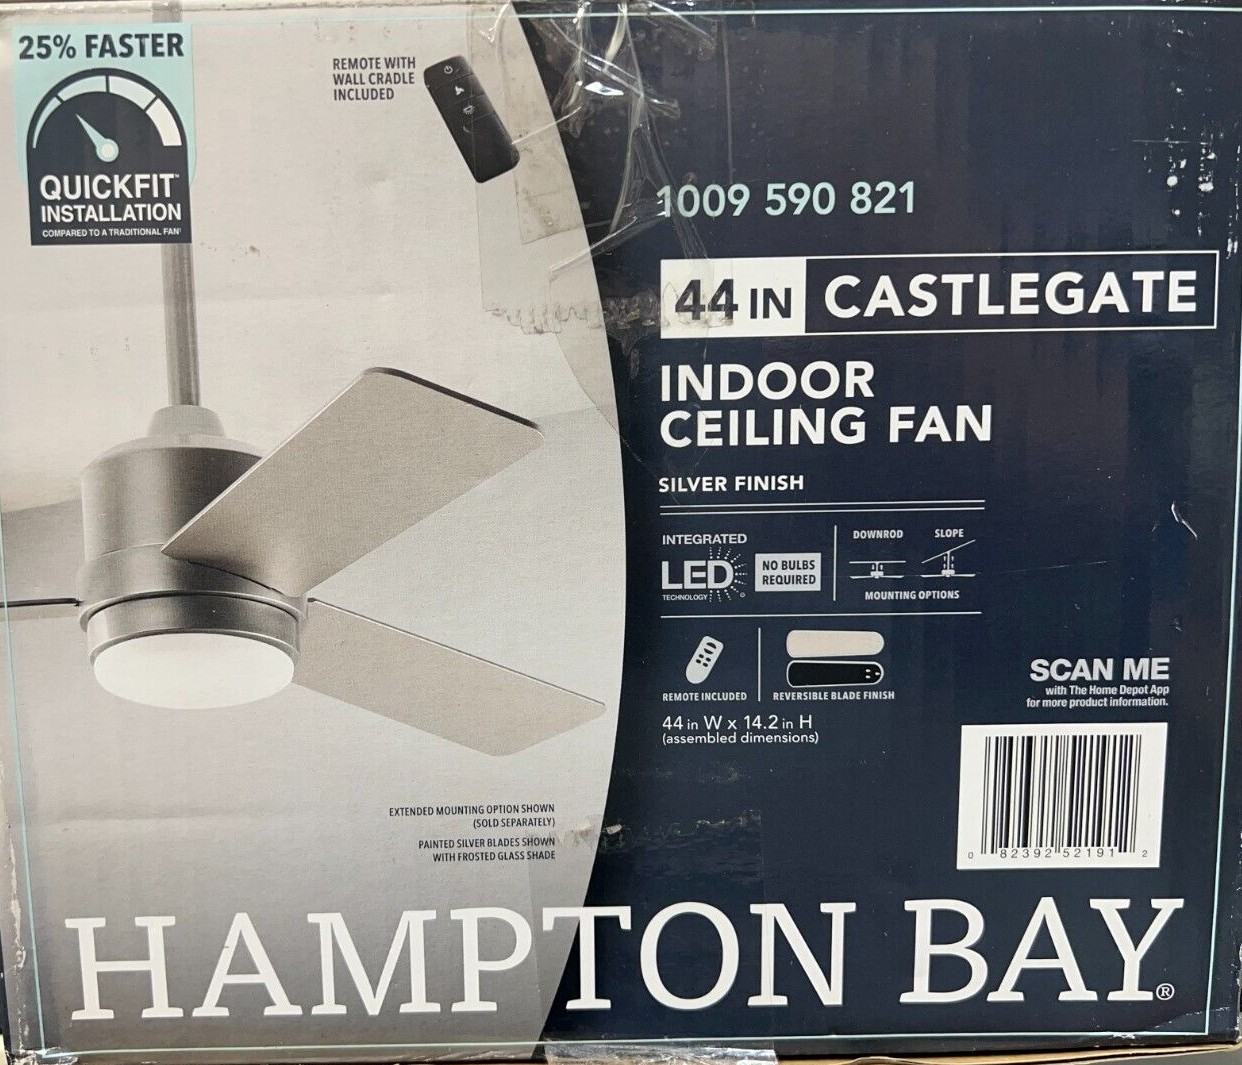 25% FASTER
QUICKFIT™
INSTALLATION
COMPARED TO A TRADITIONAL FAN¹
REMOTE WITH
WALL CRADLE
INCLUDED
1009 590 821
44 IN CASTLEGATE
INDOOR
CEILING FAN
SILVER FINISH
INTEGRATED
LED
TECHNOLOGY
NO BULBS
REQUIRED
DOWNROD SLOPE
MOUNTING OPTIONS
REMOTE INCLUDED
REVERSIBLE BLADE FINISH
44 in W x 14.2 in H
(assembled dimensions)
SCAN ME
with The Home Depot App
for more product information.
0 82392 52191 2
EXTENDED MOUNTING OPTION SHOWN
(SOLD SEPARATELY)
PAINTED SILVER BLADES SHOWN
WITH FROSTED GLASS SHADE
HAMPTON BAY®